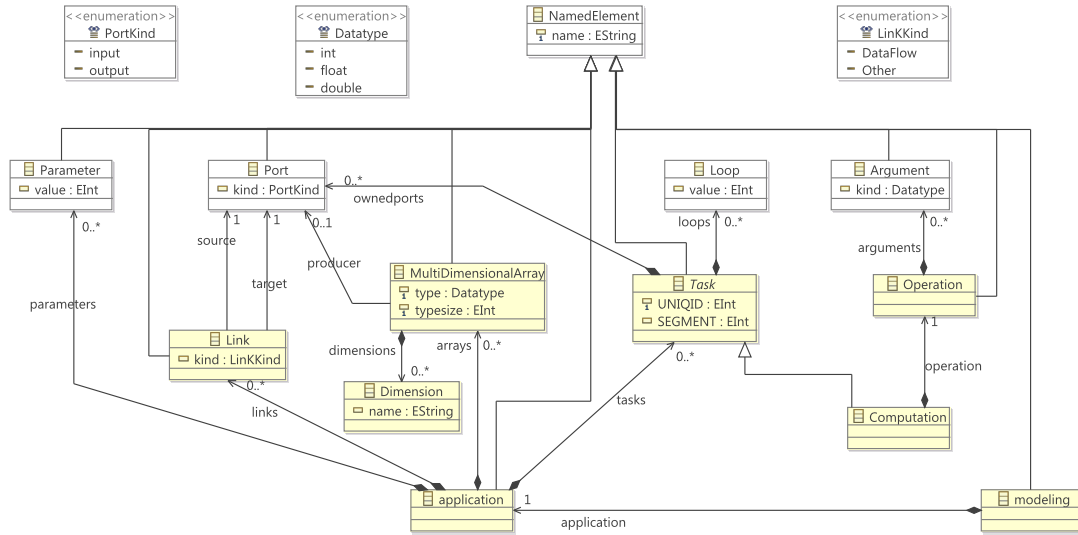 <<enumeration>>
PortKind
input
output
<<enumeration>>
Datatype
int
float
double
NamedElement
name : EString
<<enumeration>>
LinKKind
DataFlow
Other
Parameter
value : EInt
Port
kind : PortKind
Loop
value : EInt
Argument
kind : Datatype
0..*
ownedports
0..*
1
1
0..1
loops
0..*
0..*
source
producer
arguments
target
parameters
MultiDimensionalArray
type : Datatype
typesize : EInt
Task
UNIQID : EInt
SEGMENT : EInt
Operation
Link
kind : LinKKind
dimensions
arrays
0..*
0..*
1
0..*
0..*
operation
Dimension
name : EString
links
tasks
Computation
application
1
application
modeling